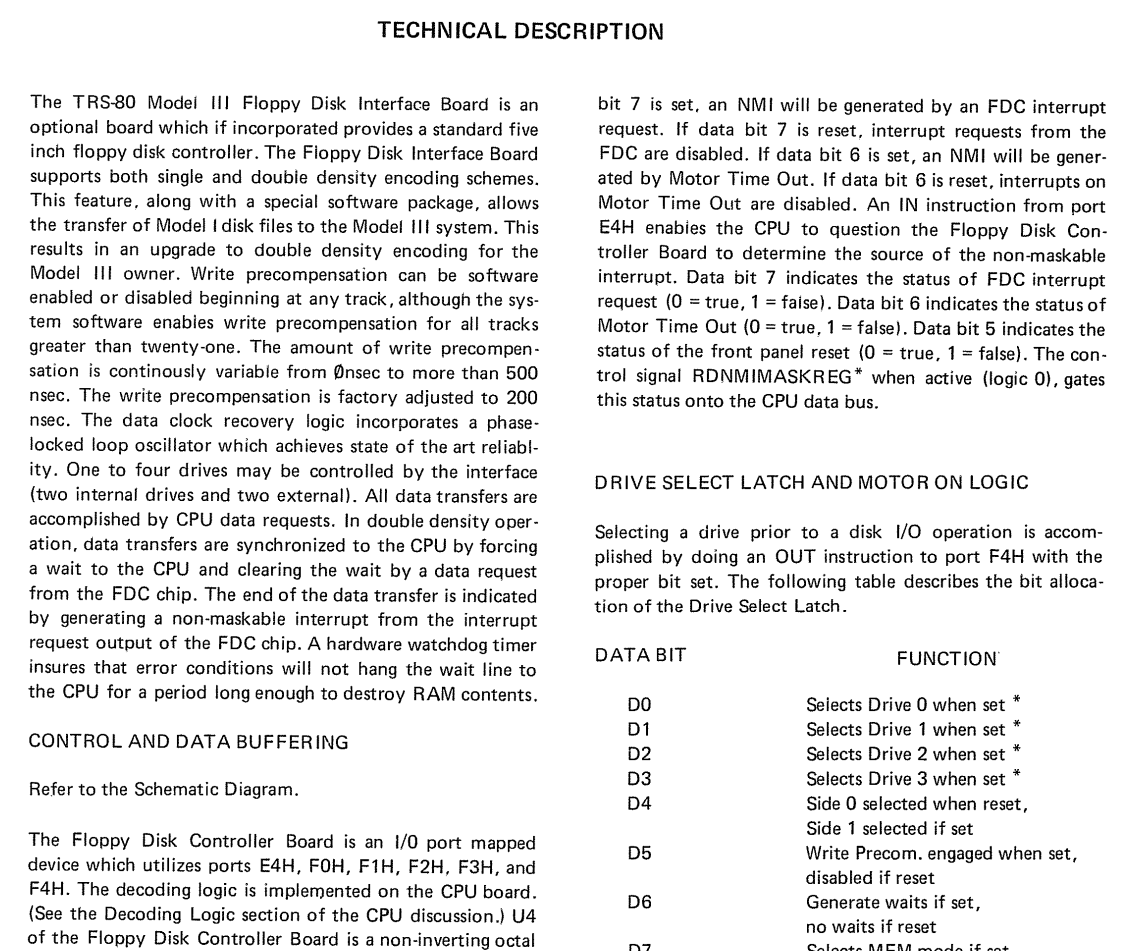 TECHNICAL DESCRIPTION
The TRS-80 Model III Floppy Disk Interface Board is an
optional board which if incorporated provides a standard five
inch floppy disk controller. The Floppy Disk Interface Board
supports both single and double density encoding schemes.
This feature, along with a special software package, allows
the transfer of Model I disk files to the Model III system. This
results in an upgrade to double density encoding for the
Model III owner. Write precompensation can be software
enabled or disabled beginning at any track, although the sys-
tem software enables write precompensation for all tracks
greater than twenty-one. The amount of write precompen-
sation is continously variable from Ønsec to more than 500
nsec. The write precompensation is factory adjusted to 200
nsec. The data clock recovery logic incorporates a phase-
locked loop oscillator which achieves state of the art reliabl-
ity. One to four drives may be controlled by the interface
(two internal drives and two external). All data transfers are
accomplished by CPU data requests. In double density oper-
ation, data transfers are synchronized to the CPU by forcing
a wait to the CPU and clearing the wait by a data request
from the FDC chip. The end of the data transfer is indicated
by generating a non-maskable interrupt from the interrupt
request output of the FDC chip. A hardware watchdog timer
insures that error conditions will not hang the wait line to
the CPU for a period long enough to destroy RAM contents.
CONTROL AND DATA BUFFERING
Refer to the Schematic Diagram.
The Floppy Disk Controller Board is an I/O port mapped
device which utilizes ports E4H, F0H, F1H, F2H, F3H, and
F4H. The decoding logic is implemented on the CPU board.
(See the Decoding Logic section of the CPU discussion.) U4
of the Floppy Disk Controller Board is a non-inverting octal
bit 7 is set, an NMI will be generated by an FDC interrupt
request. If data bit 7 is reset, interrupt requests from the
FDC are disabled. If data bit 6 is set, an NMI will be gener-
ated by Motor Time Out. If data bit 6 is reset, interrupts on
Motor Time Out are disabled. An IN instruction from port
E4H enables the CPU to question the Floppy Disk Con-
troller Board to determine the source of the non-maskable
interrupt. Data bit 7 indicates the status of FDC interrupt
request (0 = true, 1 = false). Data bit 6 indicates the status of
Motor Time Out (0 = true, 1 = false). Data bit 5 indicates the
status of the front panel reset (0 = true, 1 = false). The con-
trol signal RDNMIMASKREG* when active (logic 0), gates
this status onto the CPU data bus.
DRIVE SELECT LATCH AND MOTOR ON LOGIC
Selecting a drive prior to a disk I/O operation is accom-
plished by doing an OUT instruction to port F4H with the
proper bit set. The following table describes the bit alloca-
tion of the Drive Select Latch.
DATA BIT FUNCTION
D0 Selects Drive 0 when set *
D1 Selects Drive 1 when set *
D2 Selects Drive 2 when set *
D3 Selects Drive 3 when set *
D4 Side 0 selected when reset,
Side 1 selected if set
D5 Write Precom. engaged when set,
disabled if reset
D6 Generate waits if set,
no waits if reset
D7 Selects MFM mode if set